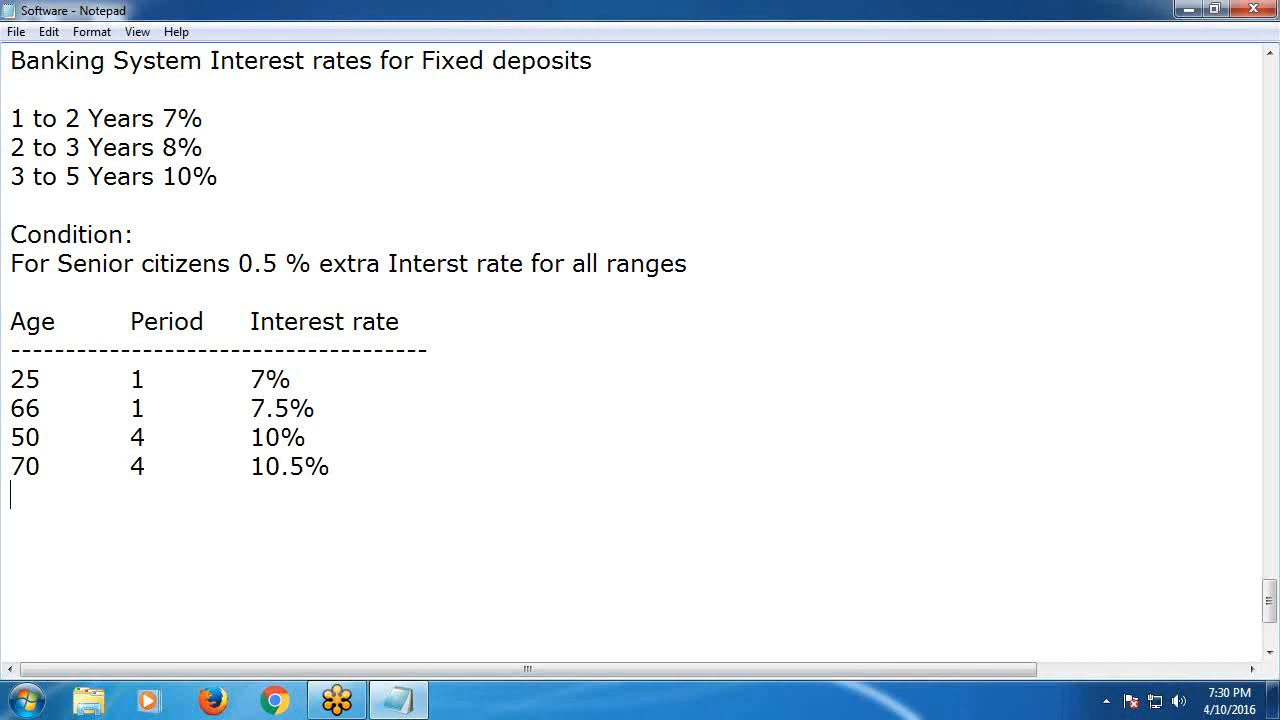 Software - Notepad
File Edit Format View Help
Banking System Interest rates for Fixed deposits
1 to 2 Years 7%
2 to 3 Years 8%
3 to 5 Years 10%
Condition:
For Senior citizens 0.5 % extra Interst rate for all ranges
Age Period Interest rate
--------------------------------------
25 1 7%
66 1 7.5%
50 4 10%
70 4 10.5%
7:30 PM
4/10/2016